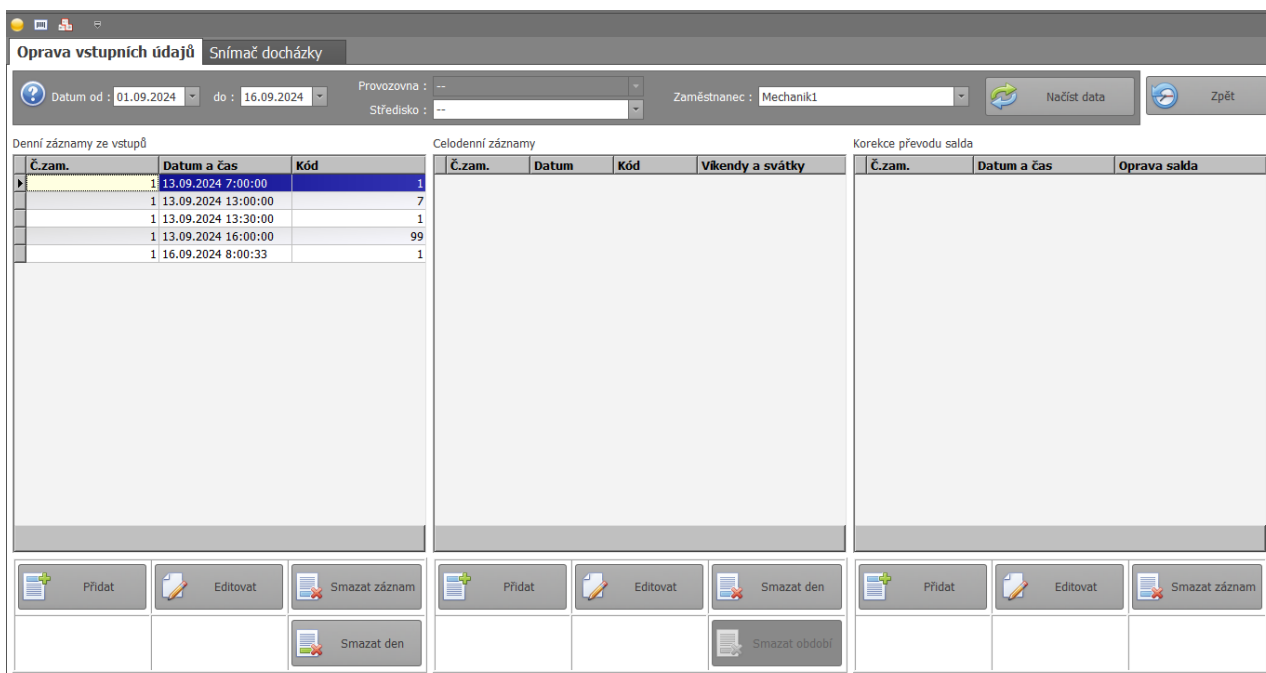 Oprava vstupních údajů Snímač docházky
Datum od : 01.09.2024 do : 16.09.2024 Provozovna : -- Zaměstnanec : Mechanik1 Načíst data Zpět
Středisko : --
Denní záznamy ze vstupů Celodenní záznamy Korekce převodu salda
Č.zam. Datum a čas Kód Č.zam. Datum Kód Víkendy a svátky Č.zam. Datum a čas Oprava salda
1 13.09.2024 7:00:00 1
1 13.09.2024 13:00:00 7
1 13.09.2024 13:30:00 1
1 13.09.2024 16:00:00 99
1 16.09.2024 8:00:33 1
Přidat Editovat Smazat záznam Přidat Editovat Smazat den Přidat Editovat Smazat záznam
Smazat den Smazat období